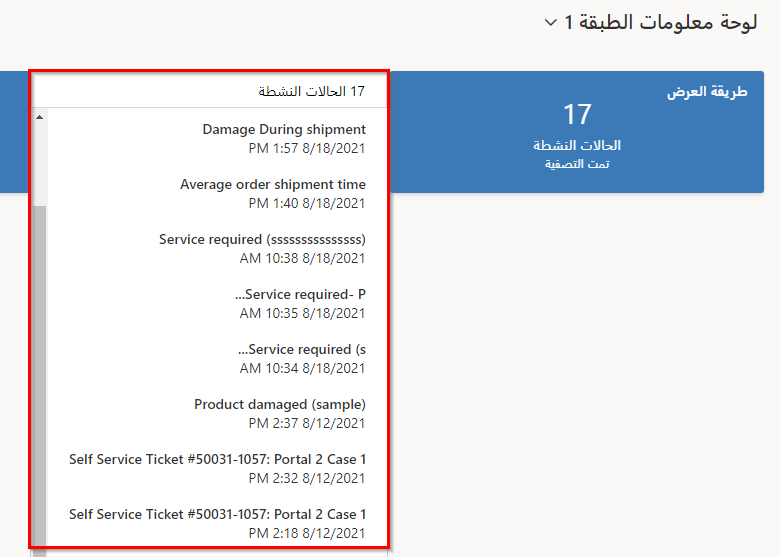 لوحة معلومات الطبقة 1
طريقة العرض
17
الحالات النشطة
تمت التصفية
17 الحالات النشطة
Damage During shipment
PM 1:57 8/18/2021
Average order shipment time
PM 1:40 8/18/2021
Service required (sssssssssssssss)
AM 10:38 8/18/2021
...Service required- P
AM 10:35 8/18/2021
...Service required (s
AM 10:34 8/18/2021
Product damaged (sample)
PM 2:37 8/12/2021
Self Service Ticket #50031-1057: Portal 2 Case 1
PM 2:32 8/12/2021
Self Service Ticket #50031-1057: Portal 2 Case 1
PM 2:18 8/12/2021